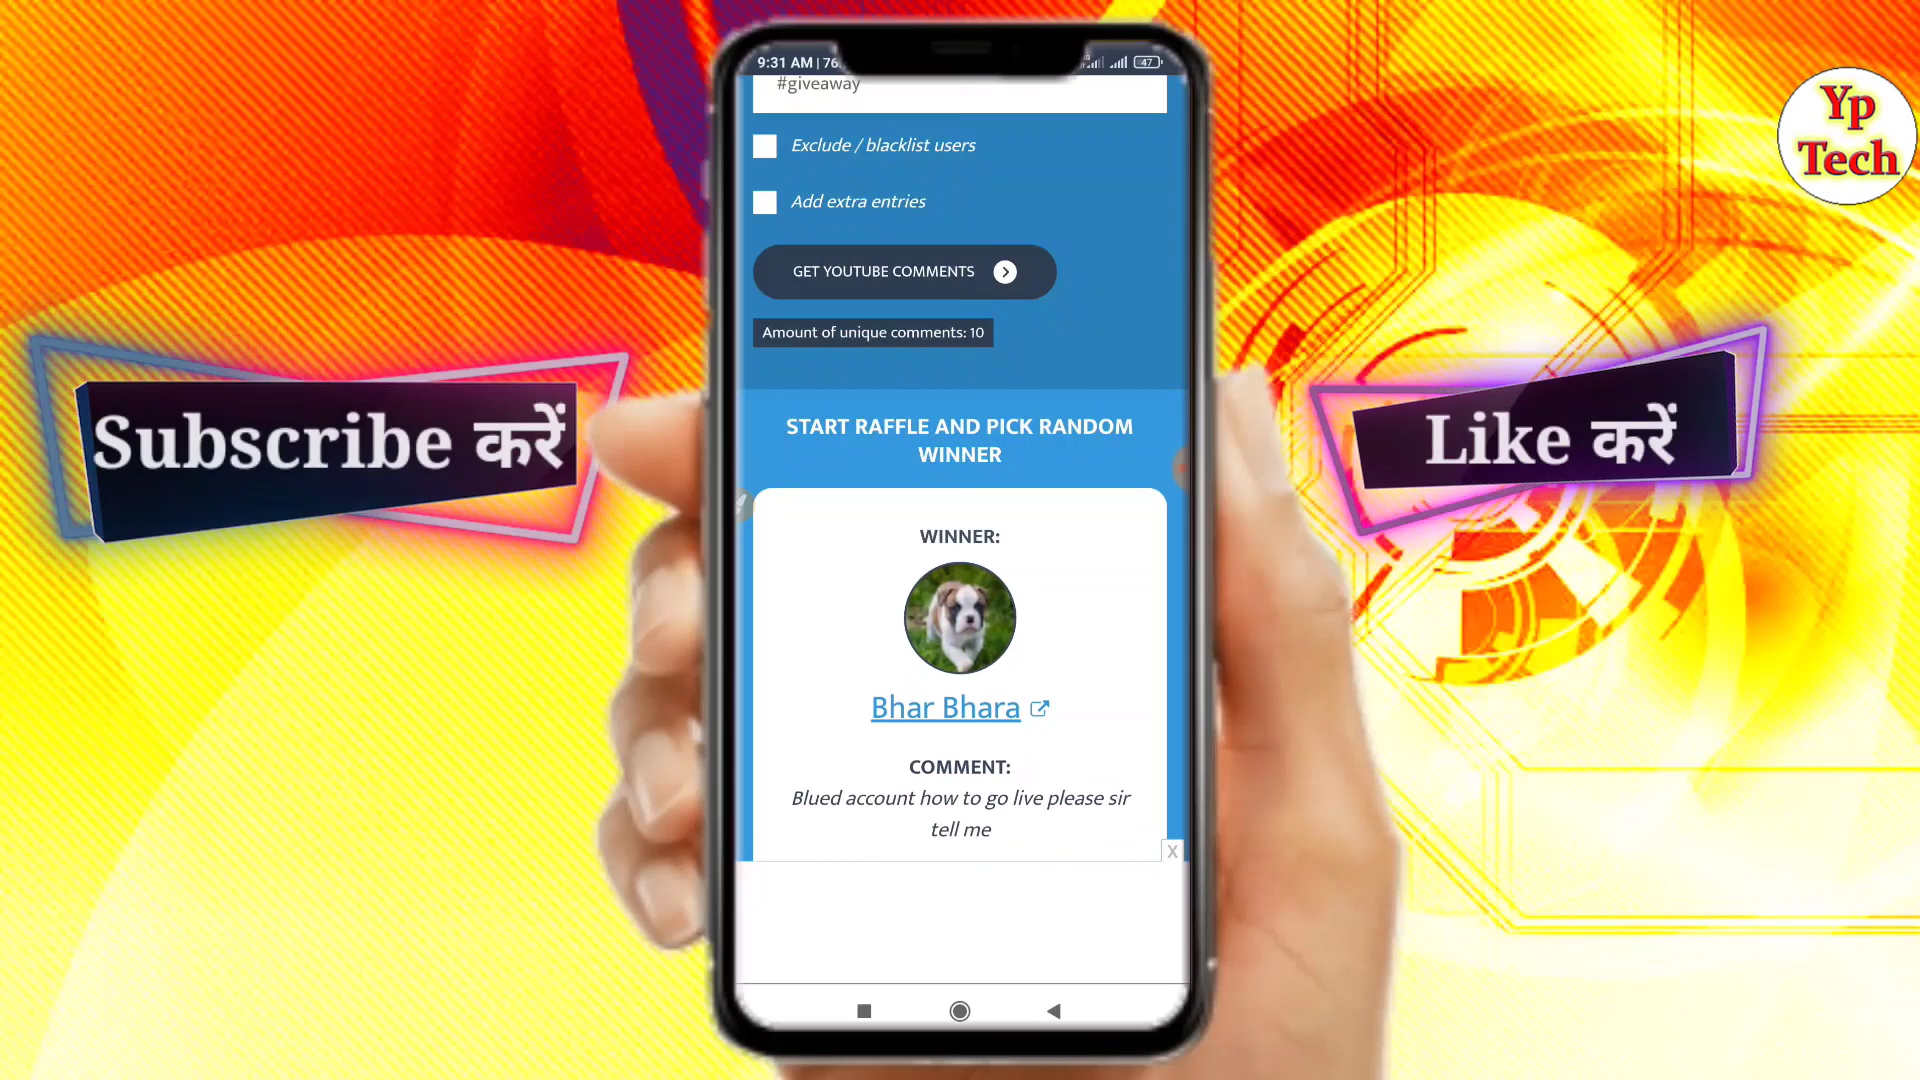 9:31 AM | 76
47
#giveaway
Exclude / blacklist users
Add extra entries
GET YOUTUBE COMMENTS
Amount of unique comments: 10
START RAFFLE AND PICK RANDOM
WINNER
WINNER:
Bhar Bhara
COMMENT:
Blued account how to go live please sir
tell me
X
Subscribe करें
Like करें
Yp
Tech